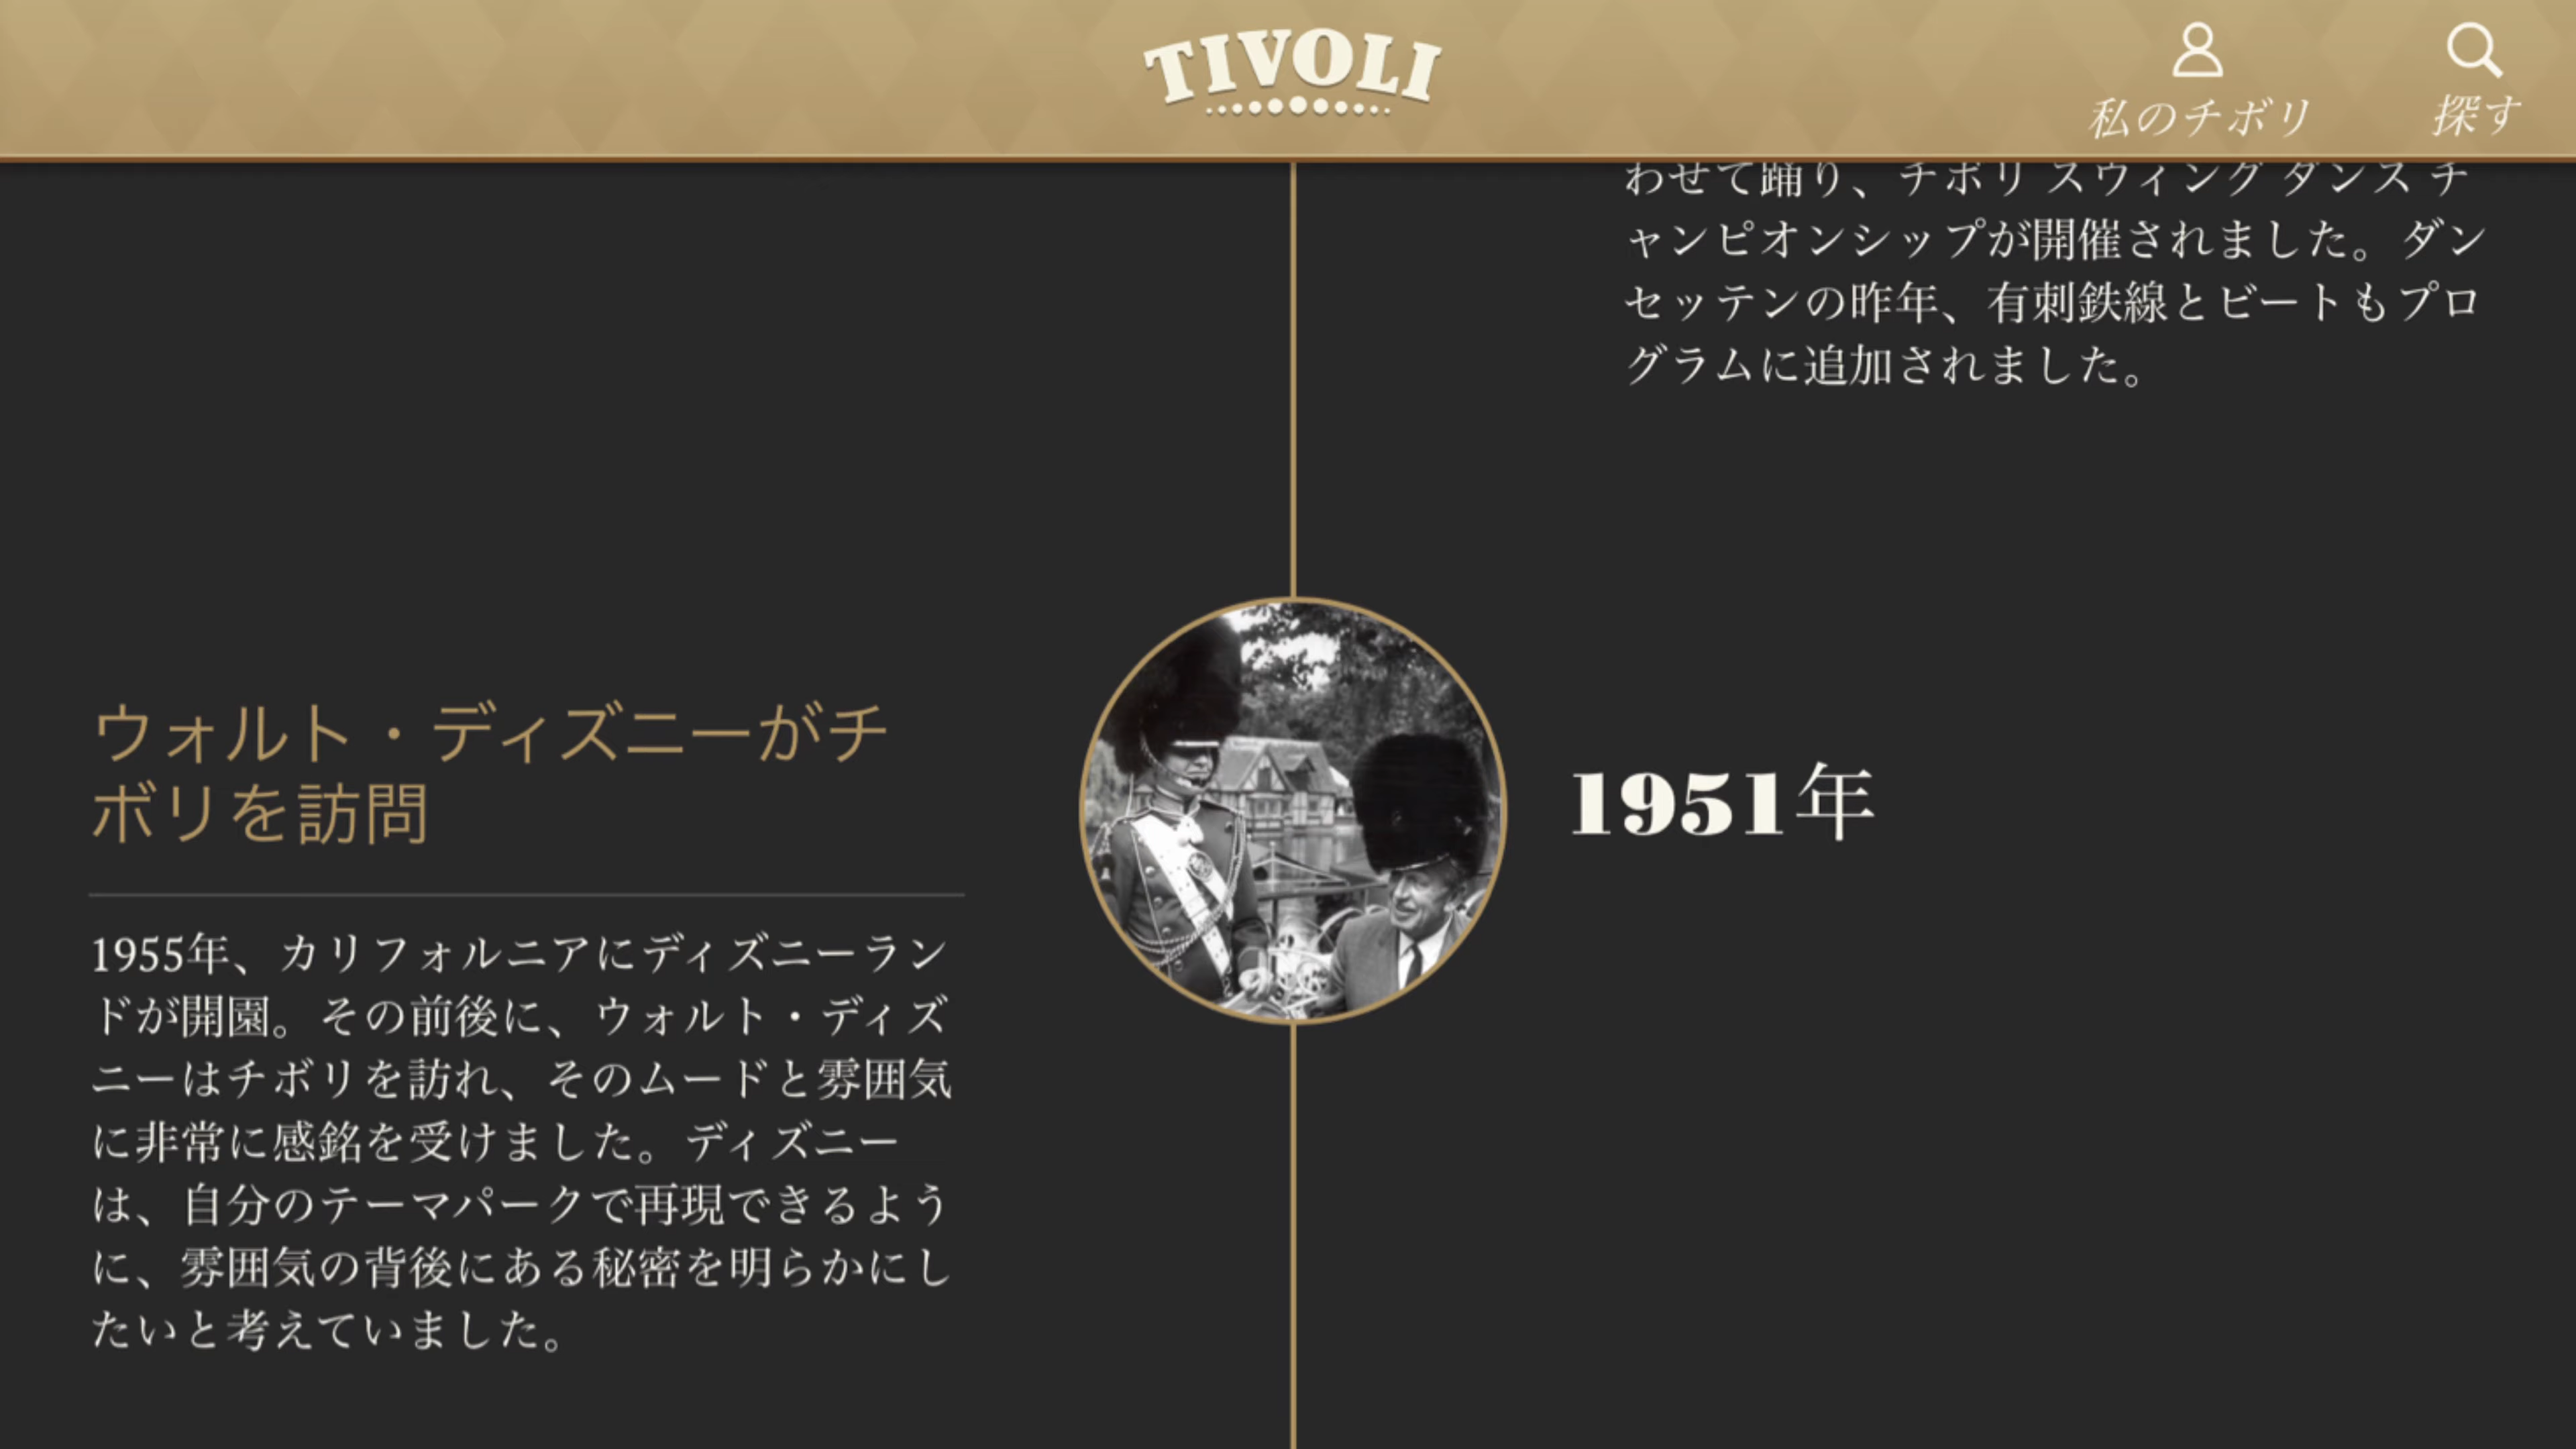 TIVOLI
私のチボリ
探す
わせて踊り、チボリ スウィング ダンス チ
ャンピオンシップが開催されました。ダン
セッテンの昨年、有刺鉄線とビートもプロ
グラムに追加されました。
ウォルト・ディズニーがチ
ボリを訪問
1951年
1955年、カリフォルニアにディズニーラン
ドが開園。その前後に、ウォルト・ディズ
ニーはチボリを訪れ、そのムードと雰囲気
に非常に感銘を受けました。ディズニー
は、自分のテーマパークで再現できるよう
に、雰囲気の背後にある秘密を明らかにし
たいと考えていました。